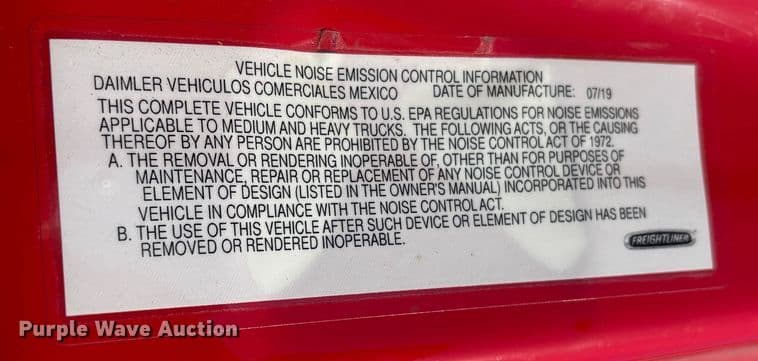 VEHICLE NOISE EMISSION CONTROL INFORMATION
DAIMLER VEHICULOS COMERCIALES MEXICO DATE OF MANUFACTURE: 07/19
THIS COMPLETE VEHICLE CONFORMS TO U.S. EPA REGULATIONS FOR NOISE EMISSIONS
APPLICABLE TO MEDIUM AND HEAVY TRUCKS. THE FOLLOWING ACTS, OR THE CAUSING
THEREOF BY ANY PERSON ARE PROHIBITED BY THE NOISE CONTROL ACT OF 1972.
A. THE REMOVAL OR RENDERING INOPERABLE OF, OTHER THAN FOR PURPOSES OF
MAINTENANCE, REPAIR OR REPLACEMENT OF ANY NOISE CONTROL DEVICE OR
ELEMENT OF DESIGN (LISTED IN THE OWNER'S MANUAL) INCORPORATED INTO THIS
VEHICLE IN COMPLIANCE WITH THE NOISE CONTROL ACT.
B. THE USE OF THIS VEHICLE AFTER SUCH DEVICE OR ELEMENT OF DESIGN HAS BEEN
REMOVED OR RENDERED INOPERABLE.
FREIGHTLINER
Purple Wave Auction